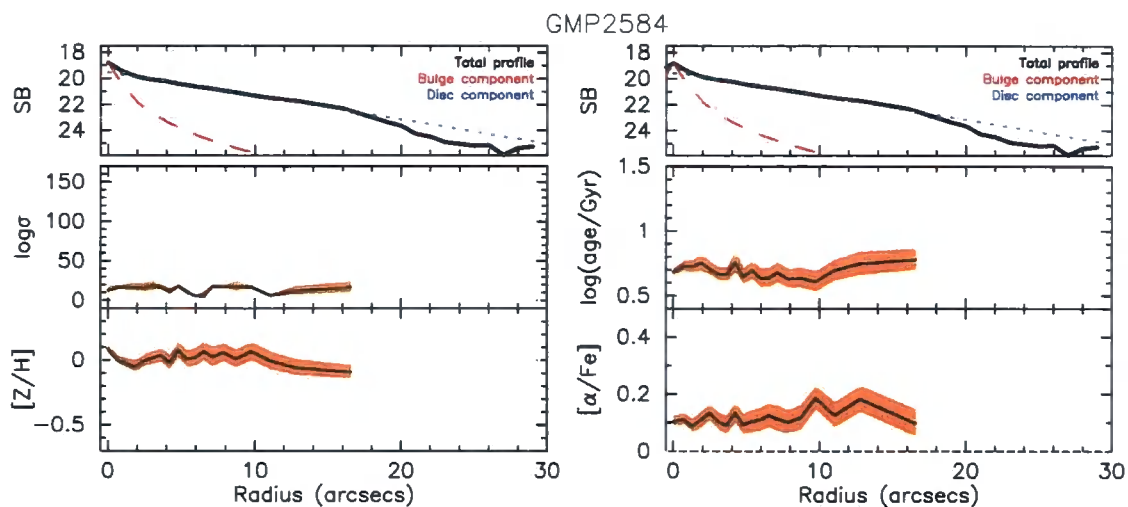 GMP2584
18
20
22
24
SB
Total profile
Bulge component
Disc component
150
100
50
0
logσ
0
−0.5
[Z/H]
0
10
20
30
Radius (arcsecs)
18
20
22
24
SB
Total profile
Bulge component
Disc component
1.5
1
0.5
log(age/Gyr)
0.4
0.2
0
[α/Fe]
0
10
20
30
Radius (arcsecs)